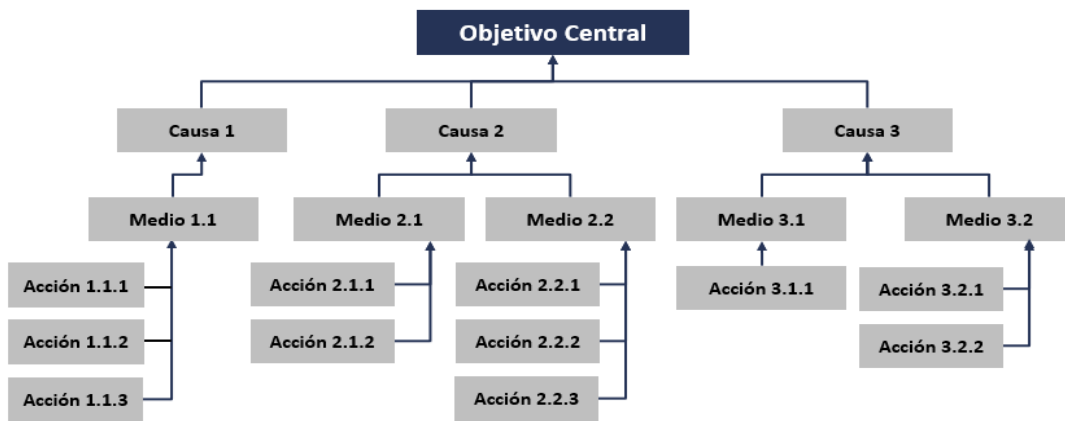 Objetivo Central
Causa 1
Causa 2
Causa 3
Medio 1.1
Medio 2.1
Medio 2.2
Medio 3.1
Medio 3.2
Acción 1.1.1
Acción 1.1.2
Acción 1.1.3
Acción 2.1.1
Acción 2.1.2
Acción 2.2.1
Acción 2.2.2
Acción 2.2.3
Acción 3.1.1
Acción 3.2.1
Acción 3.2.2